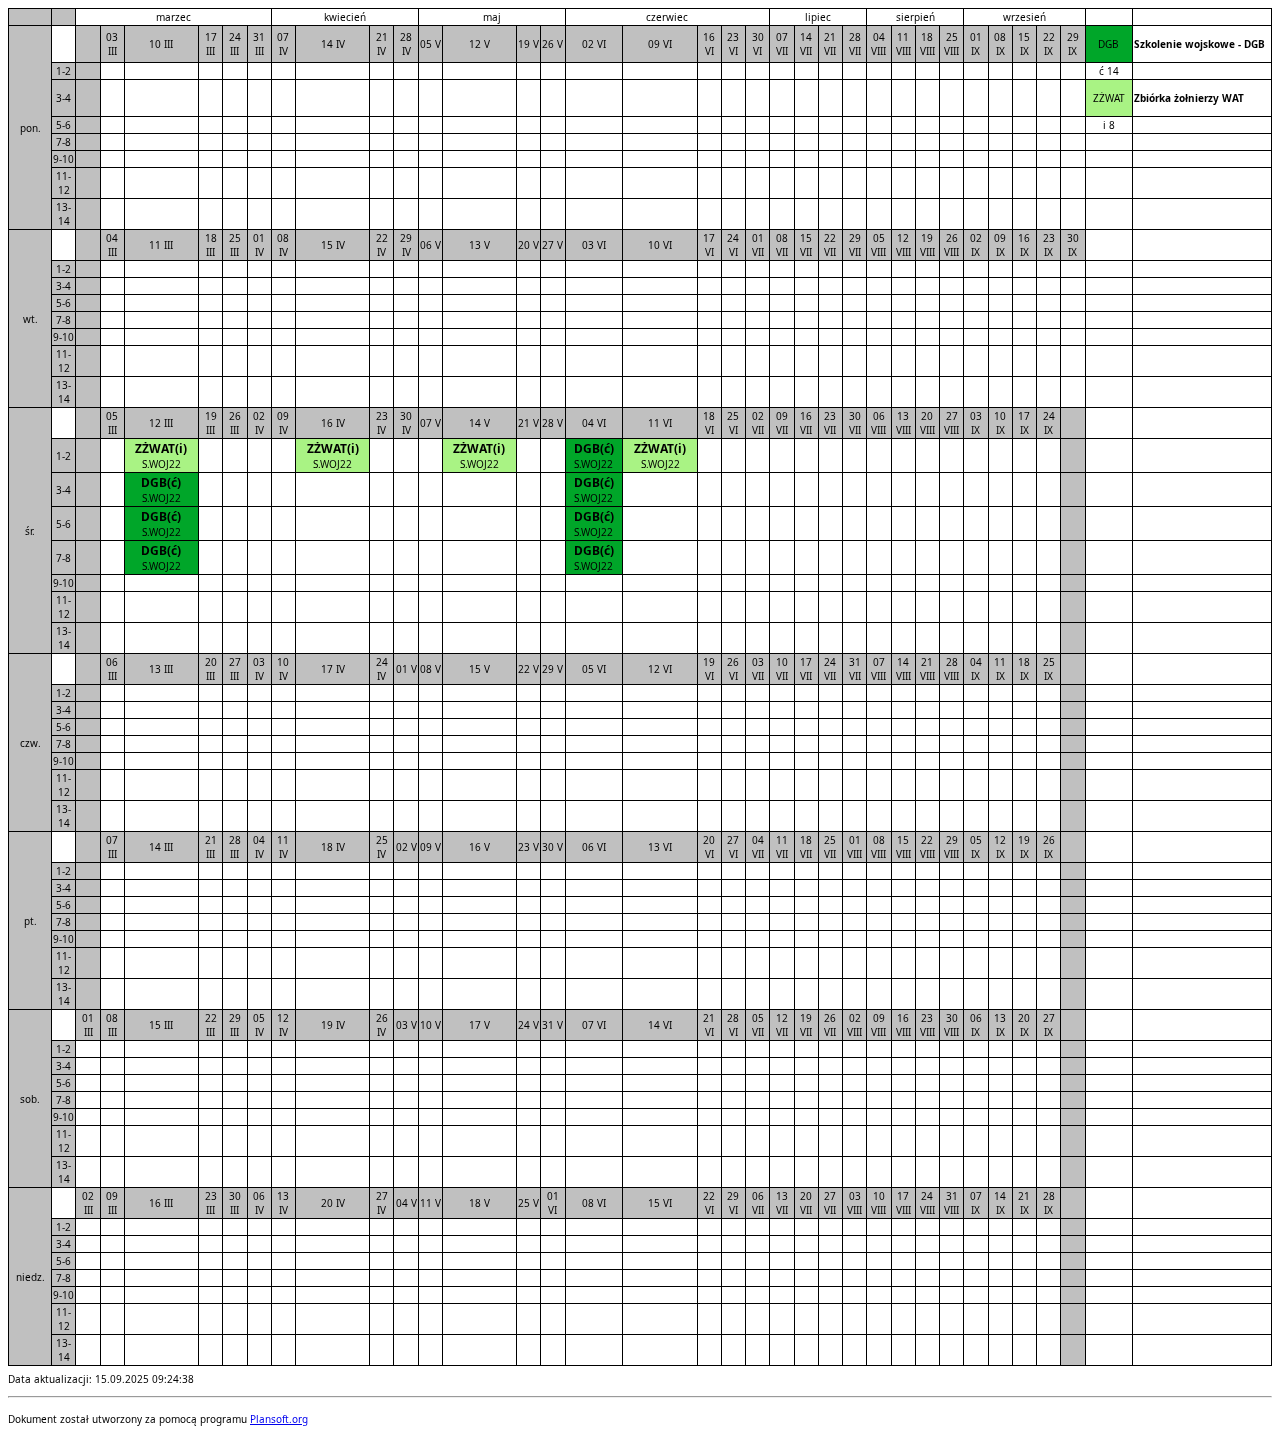 marzec kwiecień maj czerwiec lipiec sierpień wrzesień
pon. 03 III 10 III 17 III 24 III 31 III 07 IV 14 IV 21 IV 28 IV 05 V 12 V 19 V 26 V 02 VI 09 VI 16 VI 23 VI 30 VI 07 VII 14 VII 21 VII 28 VII 04 VIII 11 VIII 18 VIII 25 VIII 01 IX 08 IX 15 IX 22 IX 29 IX DGB Szkolenie wojskowe - DGB
1-2 ć 14
3-4 ZŻWAT Zbiórka żołnierzy WAT
5-6 i 8
7-8
9-10
11-12
13-14
wt. 04 III 11 III 18 III 25 III 01 IV 08 IV 15 IV 22 IV 29 IV 06 V 13 V 20 V 27 V 03 VI 10 VI 17 VI 24 VI 01 VII 08 VII 15 VII 22 VII 29 VII 05 VIII 12 VIII 19 VIII 26 VIII 02 IX 09 IX 16 IX 23 IX 30 IX
1-2
3-4
5-6
7-8
9-10
11-12
13-14
śr. 05 III 12 III 19 III 26 III 02 IV 09 IV 16 IV 23 IV 30 IV 07 V 14 V 21 V 28 V 04 VI 11 VI 18 VI 25 VI 02 VII 09 VII 16 VII 23 VII 30 VII 06 VIII 13 VIII 20 VIII 27 VIII 03 IX 10 IX 17 IX 24 IX
1-2 ZŻWAT(i) S.WOJ22 ZŻWAT(i) S.WOJ22 ZŻWAT(i) S.WOJ22 DGB(ć) S.WOJ22 ZŻWAT(i) S.WOJ22
3-4 DGB(ć) S.WOJ22 DGB(ć) S.WOJ22
5-6 DGB(ć) S.WOJ22 DGB(ć) S.WOJ22
7-8 DGB(ć) S.WOJ22 DGB(ć) S.WOJ22
9-10
11-12
13-14
czw. 06 III 13 III 20 III 27 III 03 IV 10 IV 17 IV 24 IV 01 V 08 V 15 V 22 V 29 V 05 VI 12 VI 19 VI 26 VI 03 VII 10 VII 17 VII 24 VII 31 VII 07 VIII 14 VIII 21 VIII 28 VIII 04 IX 11 IX 18 IX 25 IX
1-2
3-4
5-6
7-8
9-10
11-12
13-14
pt. 07 III 14 III 21 III 28 III 04 IV 11 IV 18 IV 25 IV 02 V 09 V 16 V 23 V 30 V 06 VI 13 VI 20 VI 27 VI 04 VII 11 VII 18 VII 25 VII 01 VIII 08 VIII 15 VIII 22 VIII 29 VIII 05 IX 12 IX 19 IX 26 IX
1-2
3-4
5-6
7-8
9-10
11-12
13-14
sob. 01 III 08 III 15 III 22 III 29 III 05 IV 12 IV 19 IV 26 IV 03 V 10 V 17 V 24 V 31 V 07 VI 14 VI 21 VI 28 VI 05 VII 12 VII 19 VII 26 VII 02 VIII 09 VIII 16 VIII 23 VIII 30 VIII 06 IX 13 IX 20 IX 27 IX
1-2
3-4
5-6
7-8
9-10
11-12
13-14
niedz. 02 III 09 III 16 III 23 III 30 III 06 IV 13 IV 20 IV 27 IV 04 V 11 V 18 V 25 V 01 VI 08 VI 15 VI 22 VI 29 VI 06 VII 13 VII 20 VII 27 VII 03 VIII 10 VIII 17 VIII 24 VIII 31 VIII 07 IX 14 IX 21 IX 28 IX
1-2
3-4
5-6
7-8
9-10
11-12
13-14
Data aktualizacji: 15.09.2025 09:24:38
Dokument został utworzony za pomocą programu Plansoft.org